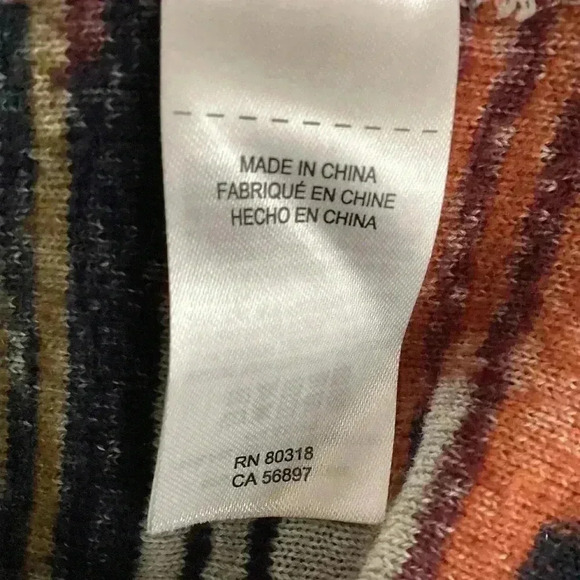 MADE IN CHINA
FABRIQUÉ EN CHINE
HECHO EN CHINA
RN 80318
CA 56897